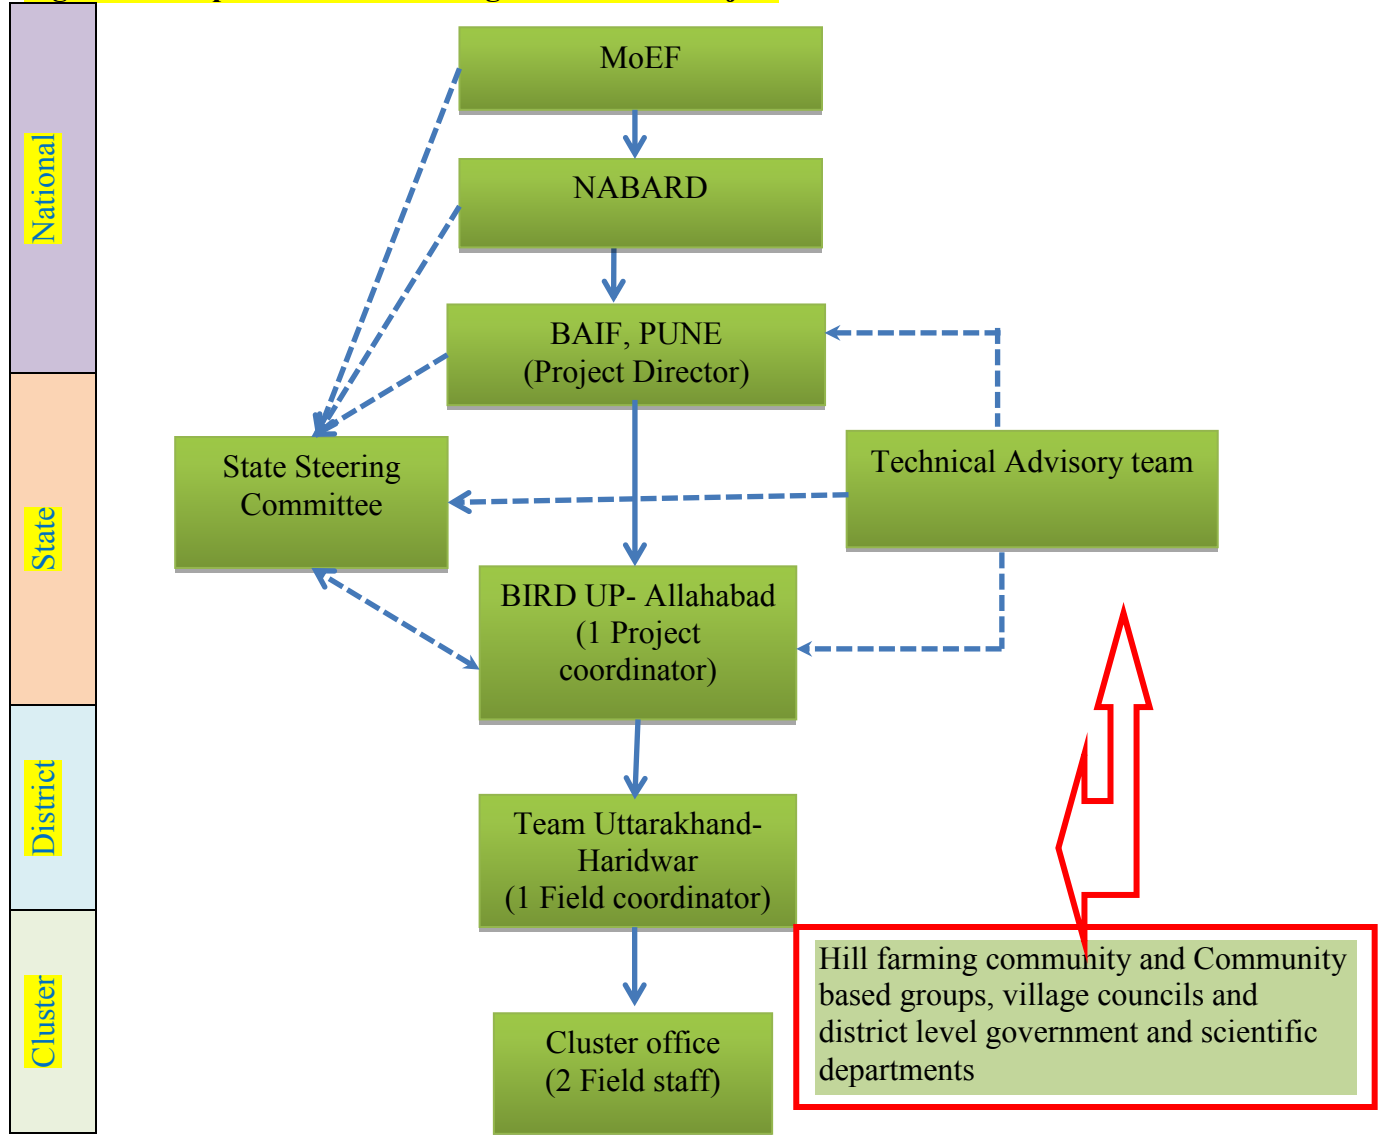 MoEF
NABARD
National
BAIF, PUNE
(Project Director)
State Steering
Committee
Technical Advisory team
State
BIRD UP- Allahabad
(1 Project
coordinator)
District
Team Uttarakhand-
Haridwar
(1 Field coordinator)
Cluster
Cluster office
(2 Field staff)
Hill farming community and Community
based groups, village councils and
district level government and scientific
departments